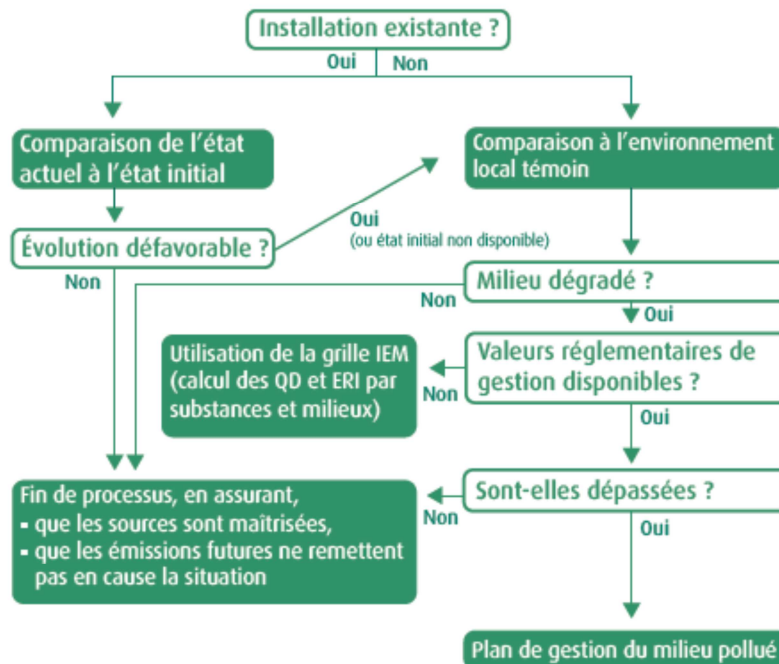 Installation existante ?
Oui
Non
Comparaison de l'état
actuel à l'état initial
Comparaison à l'environnement
local témoin
Oui
(ou état initial non disponible)
Évolution défavorable ?
Non
Milieu dégradé ?
Non
Oui
Utilisation de la grille IEM
(calcul des QD et ERI par
substances et milieux)
Valeurs réglementaires de
gestion disponibles ?
Non
Oui
Fin de processus, en assurant,
▪ que les sources sont maîtrisées,
▪ que les émissions futures ne remettent
pas en cause la situation
Sont-elles dépassées ?
Non
Oui
Plan de gestion du milieu pollué